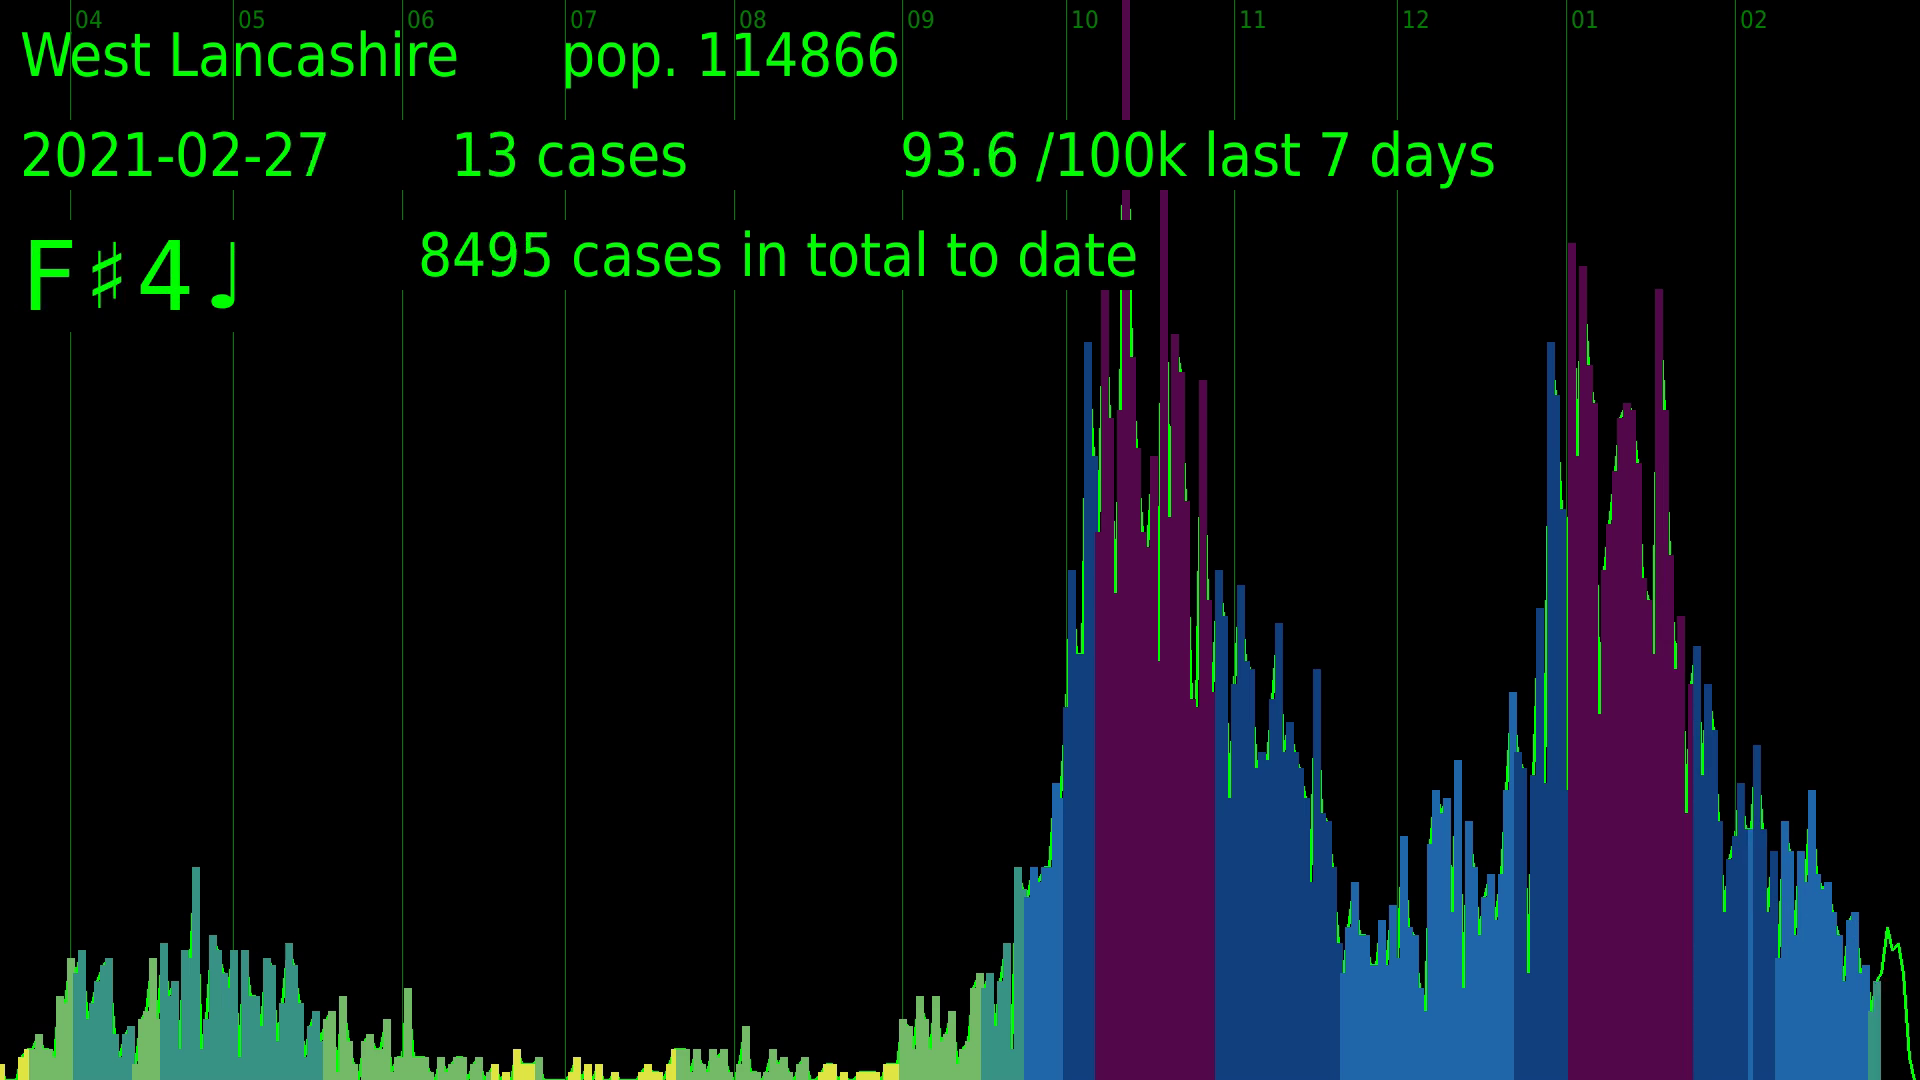 04 05 06 07 08 09 10 11 12 01 02
West Lancashire pop. 114866
2021-02-27 13 cases 93.6 /100k last 7 days
F♯4♩ 8495 cases in total to date